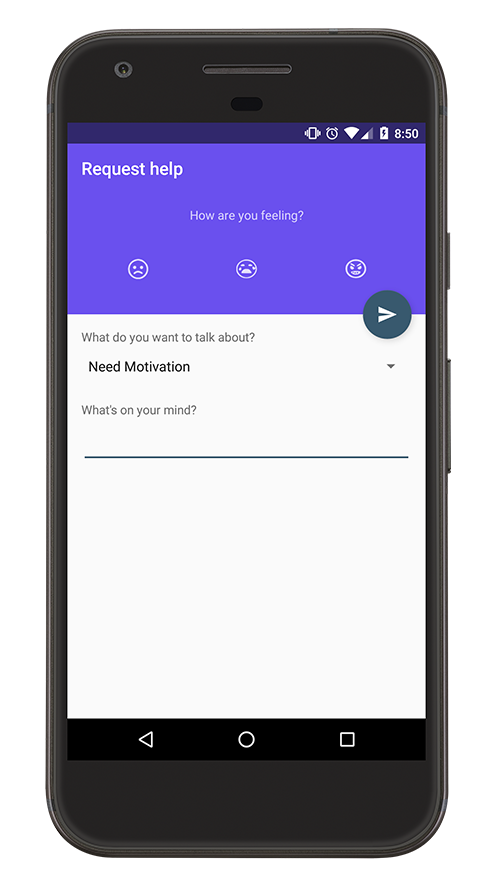 8:50
Request help
How are you feeling?
What do you want to talk about?
Need Motivation
What's on your mind?